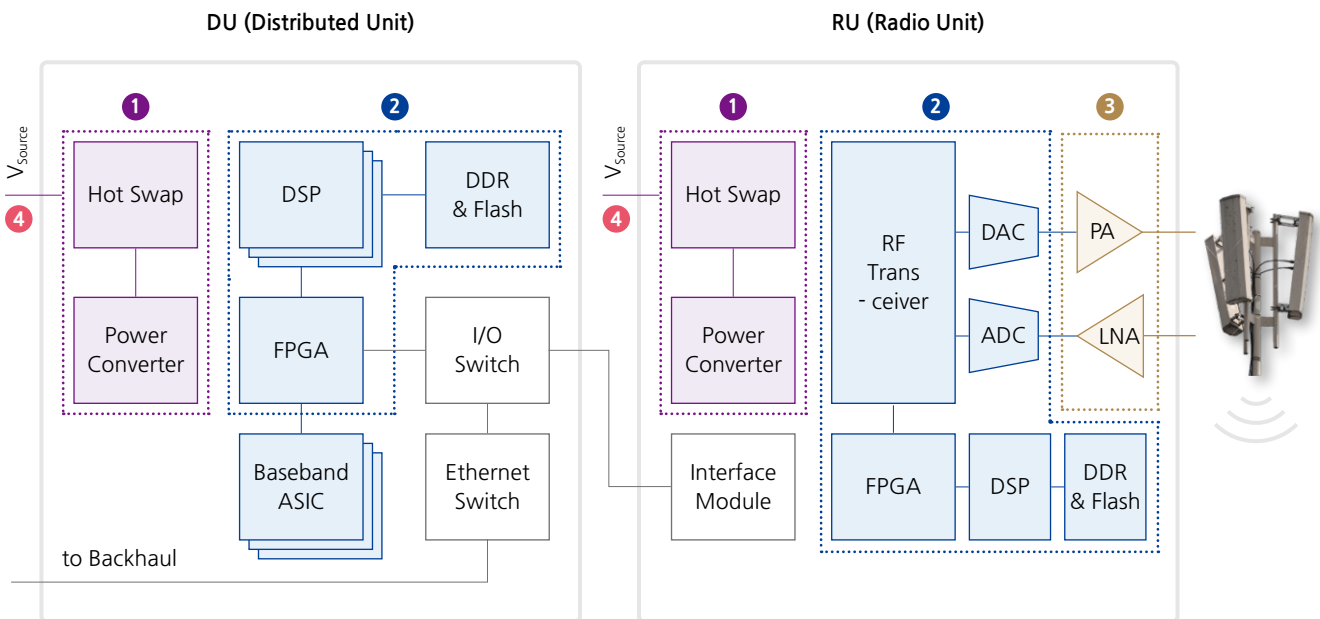 DU (Distributed Unit)
RU (Radio Unit)
1
2
V Source
4
Hot Swap
Power
Converter
DSP
DDR
& Flash
FPGA
I/O
Switch
Baseband
ASIC
Ethernet
Switch
to Backhaul
1
2
3
V Source
4
Hot Swap
Power
Converter
Interface
Module
RF
Trans
- ceiver
DAC
ADC
PA
LNA
FPGA
DSP
DDR
& Flash